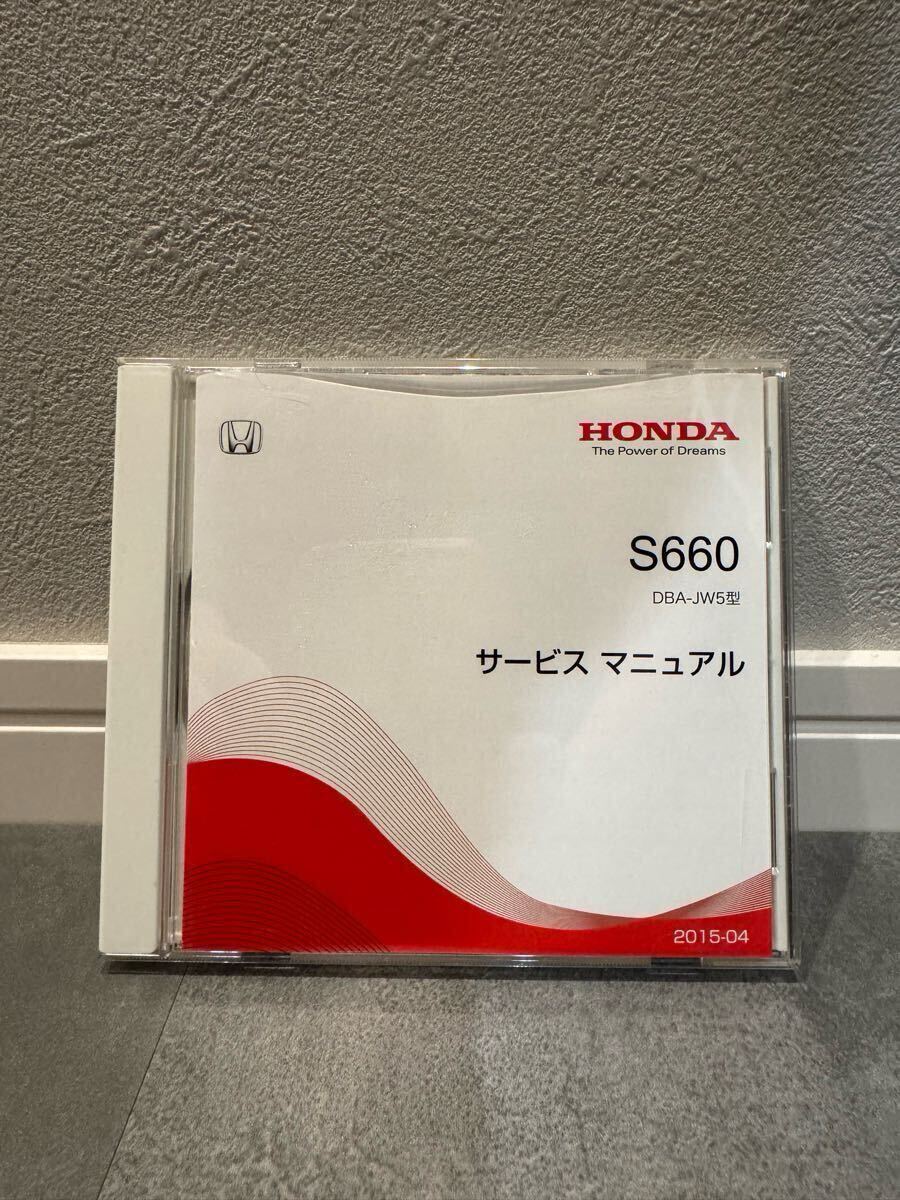 HONDA
The Power of Dreams
S660
DBA-JW5型
サービス マニュアル
2015-04